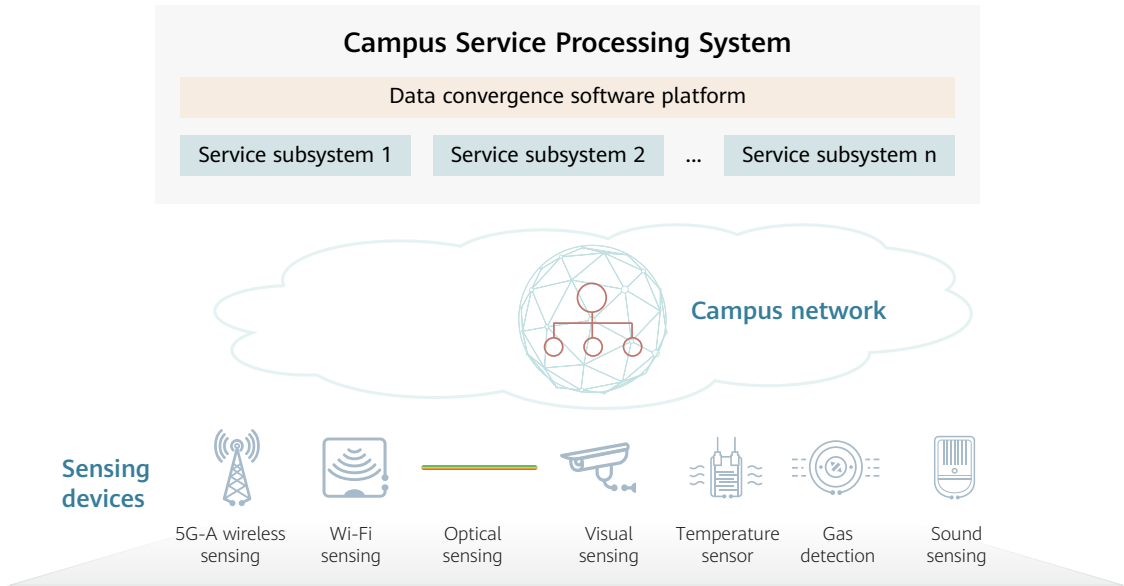 Campus Service Processing System
Data convergence software platform
Service subsystem 1
Service subsystem 2
...
Service subsystem n
Campus network
Sensing
devices
5G-A wireless
sensing
Wi-Fi
sensing
Optical
sensing
Visual
sensing
Temperature
sensor
Gas
detection
Sound
sensing